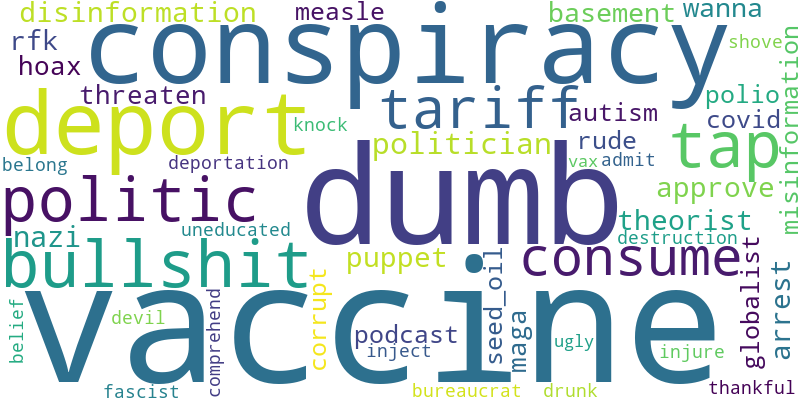 disinformation
measle
basement
wanna
rfk
conspiracy
shove
hoax
threaten
deport
tariff
autism
polio
covid
misinformation
knock
politician
rude
tap
belong
deportation
dumb
vax
admit
politic
approve
theorist
nazi
uneducated
destruction
bullshit
puppet
consume
seed_oil
globalist
arrest
vaccine
belief
devil
comprehend
corrupt
podcast
inject
maga
ugly
injure
fascist
bureaucrat
drunk
thankful